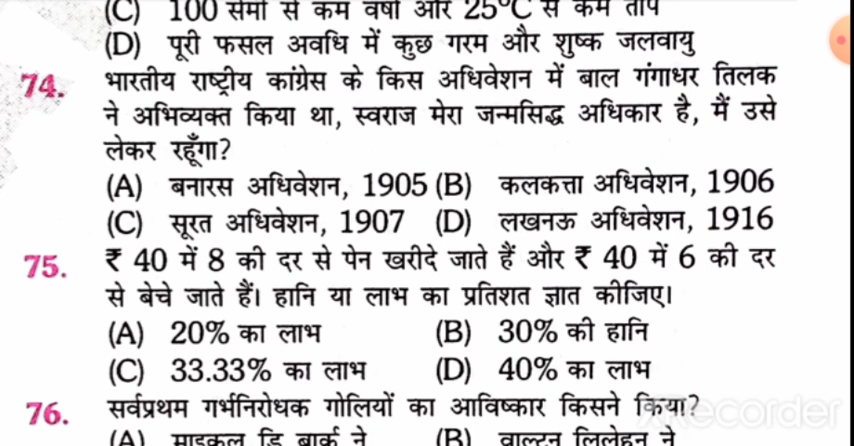 (C) 100 सेमी से कम वर्षा और 25°C से कम ताप
(D) पूरी फसल अवधि में कुछ गरम और शुष्क जलवायु
74. भारतीय राष्ट्रीय कांग्रेस के किस अधिवेशन में बाल गंगाधर तिलक
ने अभिव्यक्त किया था, स्वराज मेरा जन्मसिद्ध अधिकार है, मैं उसे
लेकर रहूँगा?
(A) बनारस अधिवेशन, 1905 (B) कलकत्ता अधिवेशन, 1906
(C) सूरत अधिवेशन, 1907 (D) लखनऊ अधिवेशन, 1916
75. ₹ 40 में 8 की दर से पेन खरीदे जाते हैं और ₹ 40 में 6 की दर
से बेचे जाते हैं। हानि या लाभ का प्रतिशत ज्ञात कीजिए।
(A) 20% का लाभ (B) 30% की हानि
(C) 33.33% का लाभ (D) 40% का लाभ
76. सर्वप्रथम गर्भनिरोधक गोलियों का आविष्कार किसने किया?
XRecorder
(A) माइकल डि बार्क ने (B) वाल्टन लिलेहन ने